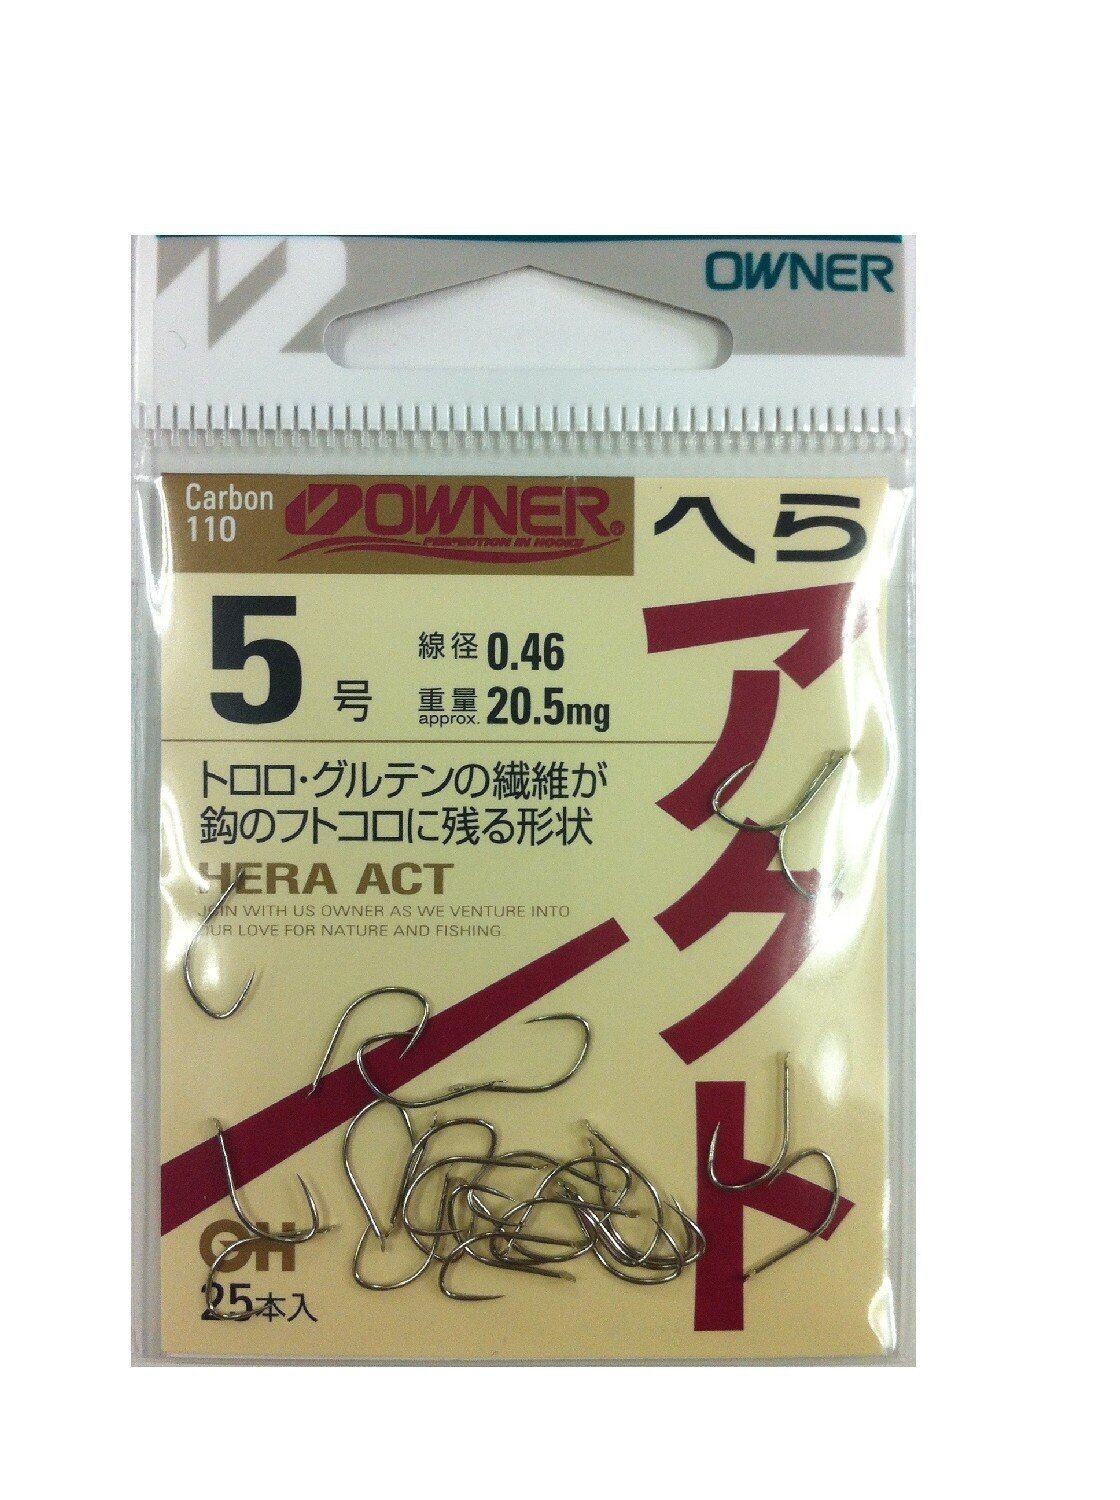 OWNER
Carbon
110
OWNER®
PERFECTION IN HOOKS
へら
アクト
5号
線径 0.46
重量 approx. 20.5mg
トロロ・グルテンの繊維が
鈎のフトコロに残る形状
HERA ACT
JOIN WITH US OWNER AS WE VENTURE INTO
OUR LOVE FOR NATURE AND FISHING.
OH
25本入